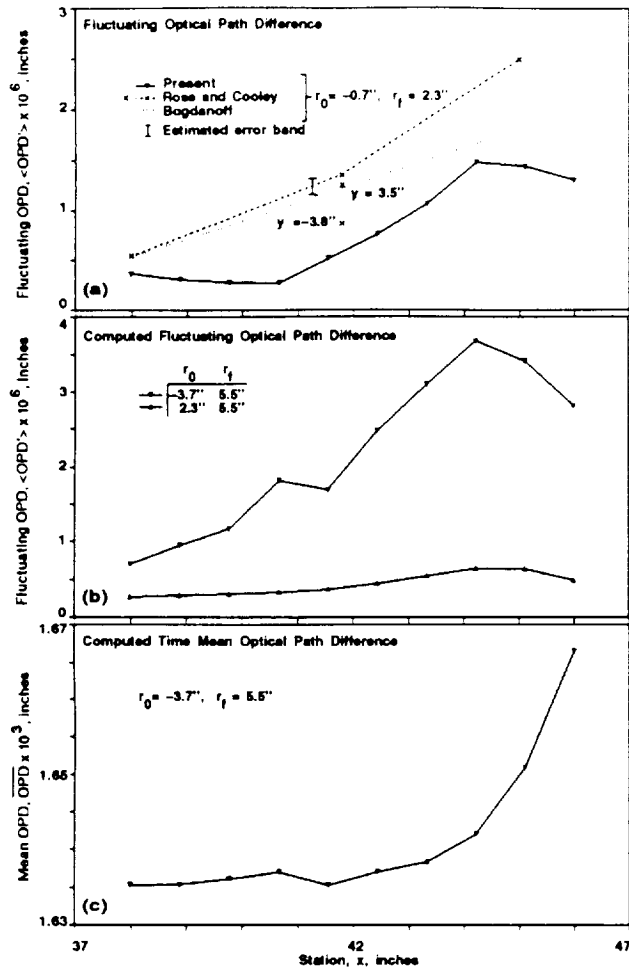 3
Fluctuating Optical Path Difference
Present
Rose and Cooley
Bogdanoff
r0 = -0.7", rf = 2.3"
Estimated error band
2
1
0
y = 3.5"
y =-3.8"
(a)
Fluctuating OPD, <OPD'> x 10^6, inches
4
Computed Fluctuating Optical Path Difference
r0 rf
-3.7" 5.5"
2.3" 5.5"
3
2
1
0
(b)
Fluctuating OPD, <OPD'> x 10^6, inches
1.67
Computed Time Mean Optical Path Difference
r0= -3.7", rf = 5.5"
1.65
1.63
(c)
Mean OPD, OPD x 10^3, inches
37 42 47
Station, x, inches